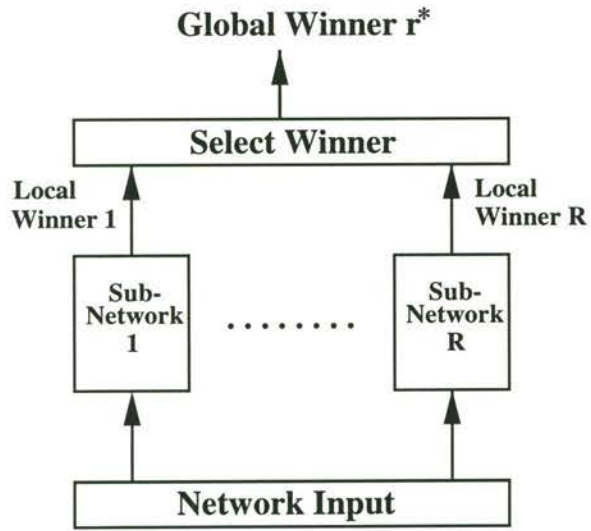 Global Winner r*
Select Winner
Local
Winner 1
Local
Winner R
Sub-
Network
1
. . . . . . . .
Sub-
Network
R
Network Input